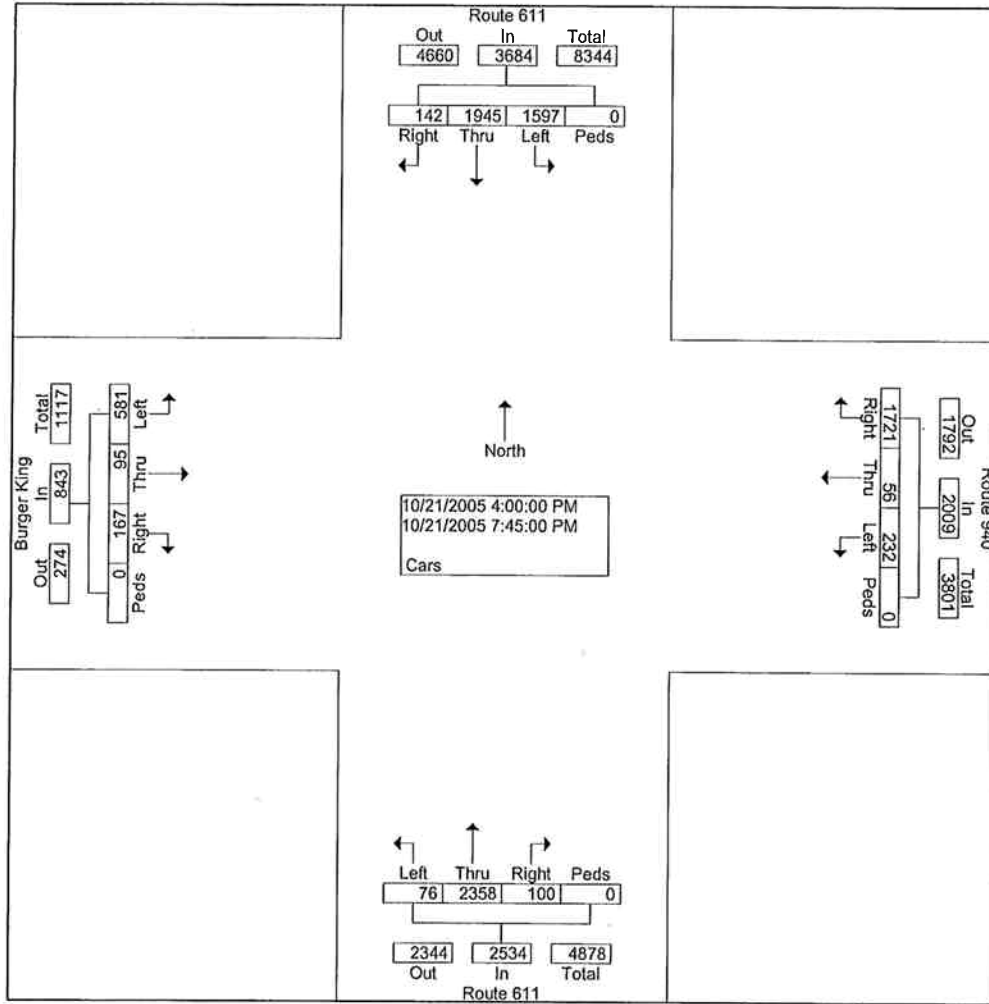 Route 611
Out In Total
4660 3684 8344
142 1945 1597 0
Right Thru Left Peds
Burger King
Total In Out
1117 843 274
581 95 167 0
Left Thru Right Peds
North
10/21/2005 4:00:00 PM
10/21/2005 7:45:00 PM
Cars
Route 940
Out In Total
1792 2009 3801
1721 56 232 0
Right Thru Left Peds
Left Thru Right Peds
76 2358 100 0
2344 2534 4878
Out In Total
Route 611